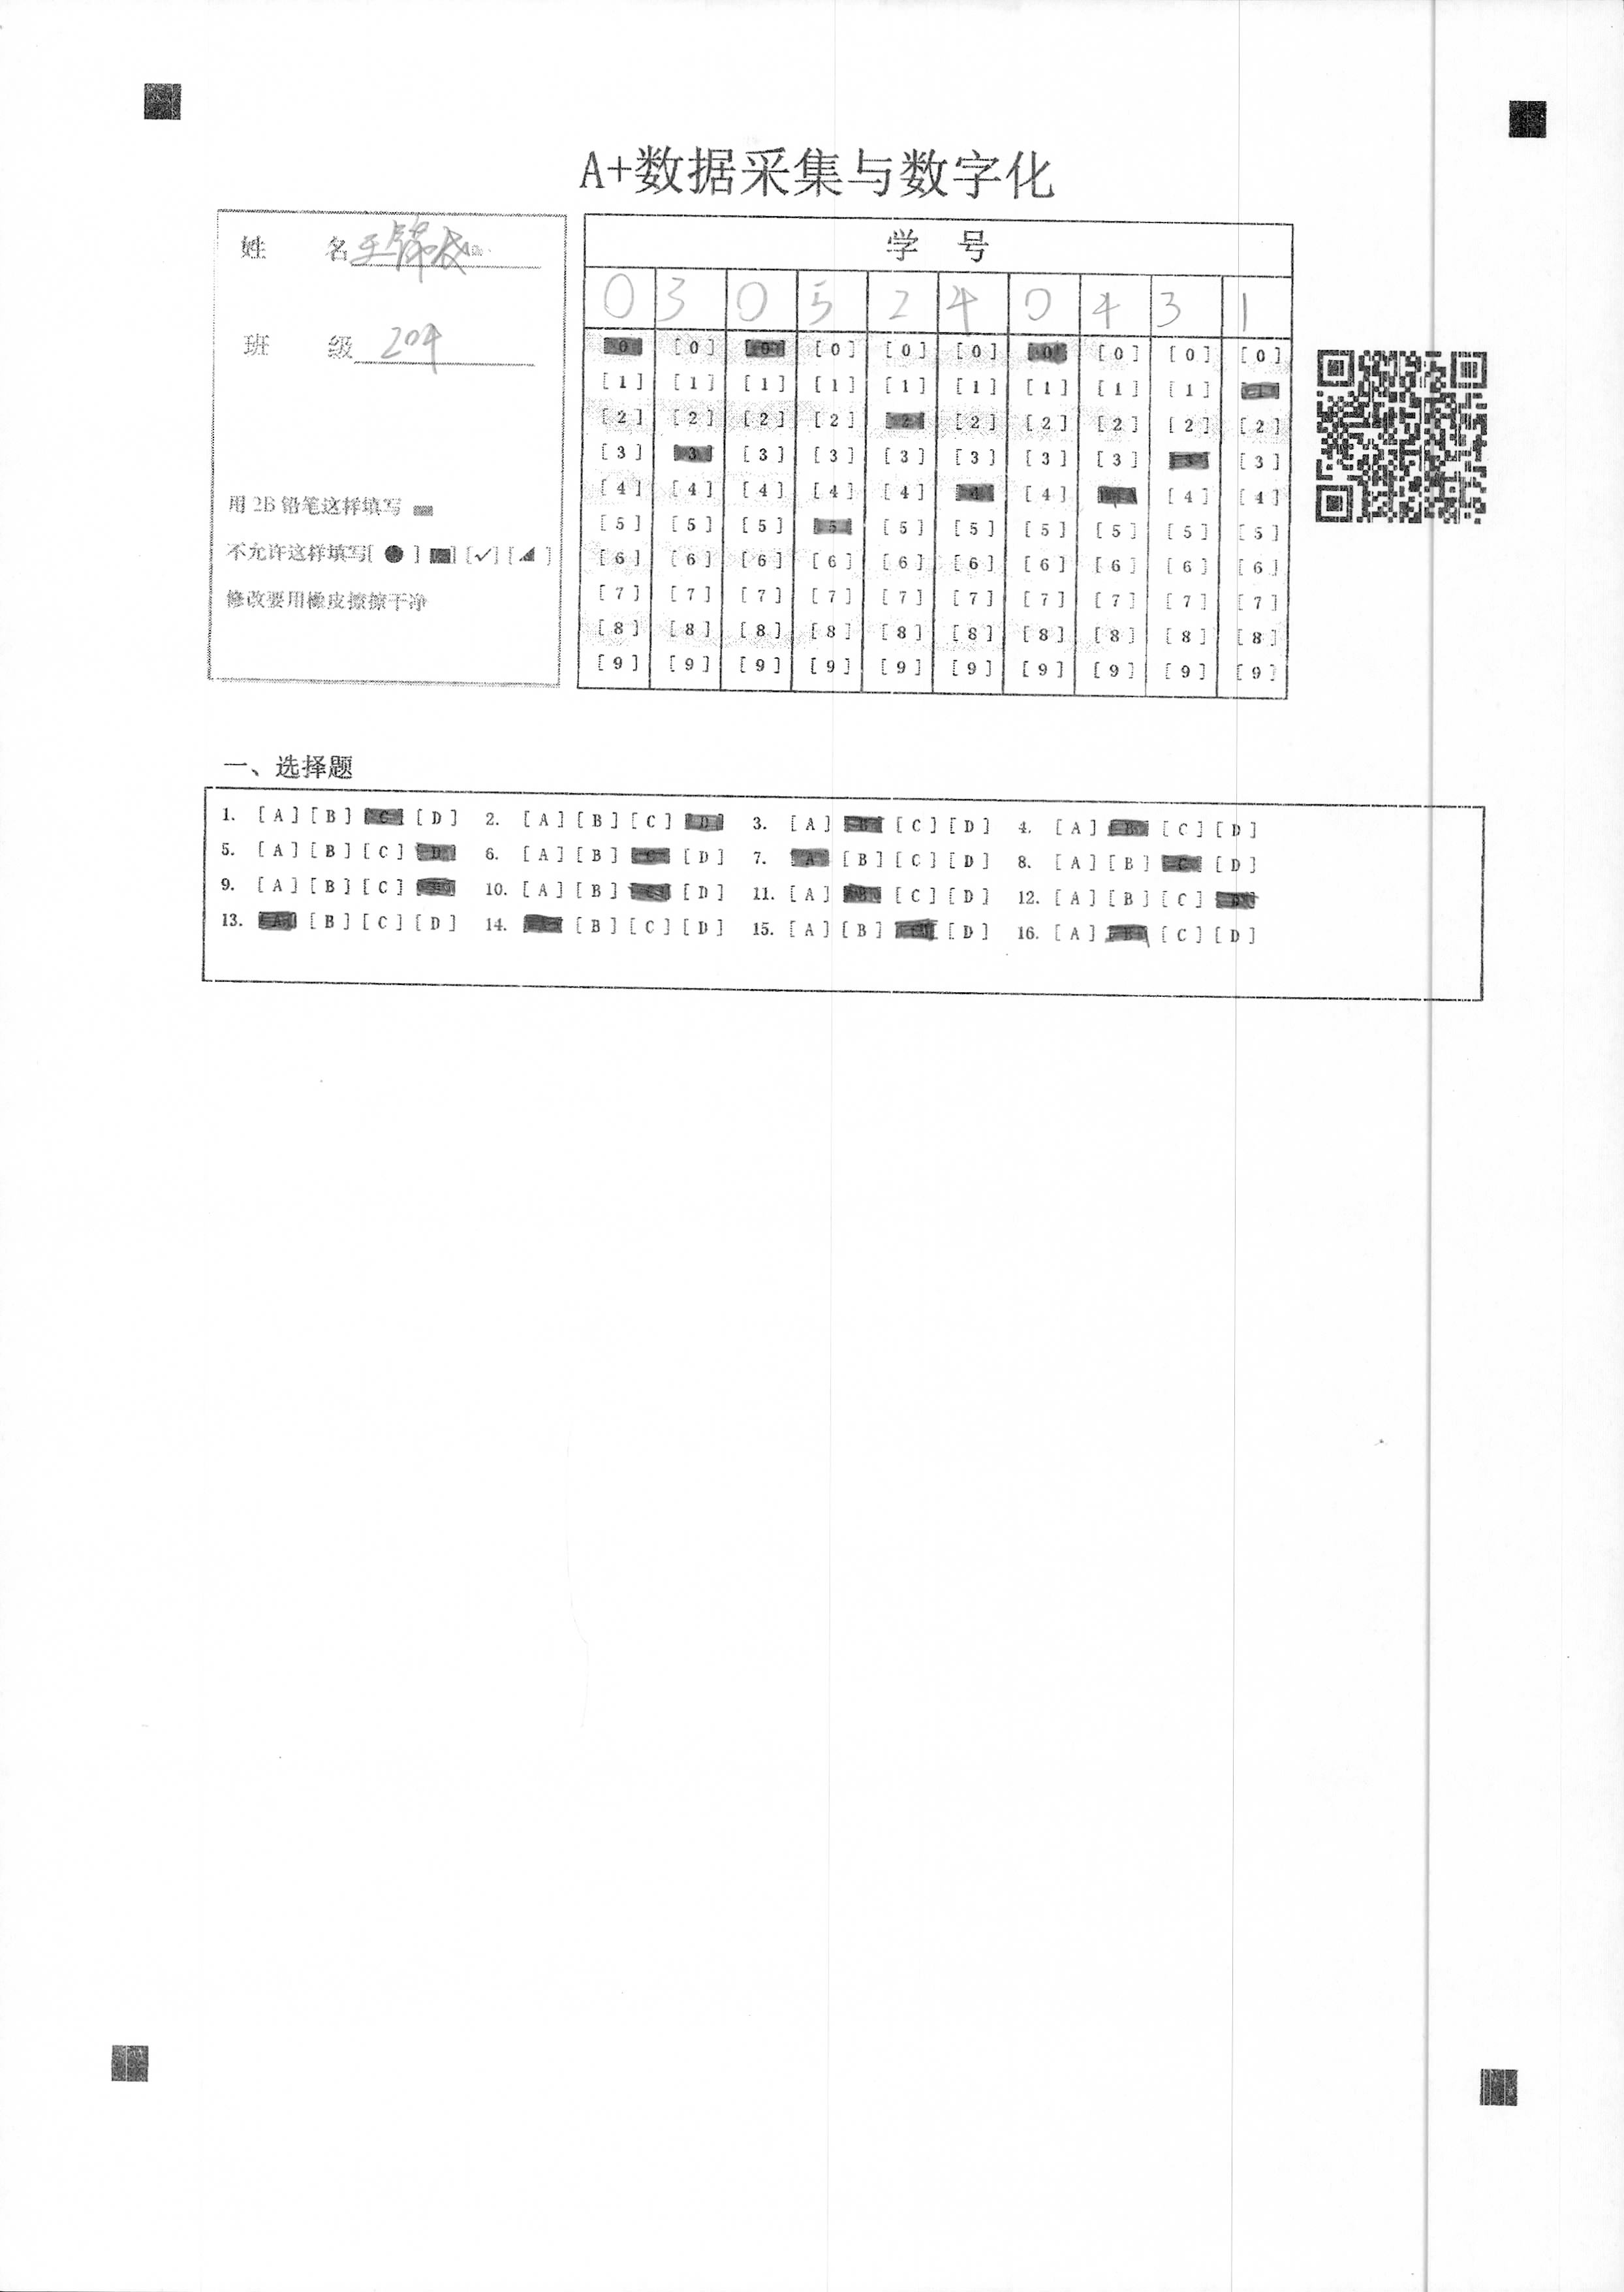 A+数据采集与数字化
姓 名 王
班 级 204
用 2B 铅笔这样填写
不允许这样填写[ ● ] [■] [✓] [◢ ]
修改要用橡皮擦擦干净
学 号
0 3 0 5 2 4 0 4 3 1
[0] [0] [0] [0] [0] [0] [0] [0] [0] [0]
[1] [1] [1] [1] [1] [1] [1] [1] [1] [1]
[2] [2] [2] [2] [2] [2] [2] [2] [2] [2]
[3] [3] [3] [3] [3] [3] [3] [3] [3] [3]
[4] [4] [4] [4] [4] [4] [4] [4] [4] [4]
[5] [5] [5] [5] [5] [5] [5] [5] [5] [5]
[6] [6] [6] [6] [6] [6] [6] [6] [6] [6]
[7] [7] [7] [7] [7] [7] [7] [7] [7] [7]
[8] [8] [8] [8] [8] [8] [8] [8] [8] [8]
[9] [9] [9] [9] [9] [9] [9] [9] [9] [9]
一、选择题
1. [A] [B] [C] [D] 2. [A] [B] [C] [D] 3. [A] [B] [C] [D] 4. [A] [B] [C] [D]
5. [A] [B] [C] [D] 6. [A] [B] [C] [D] 7. [A] [B] [C] [D] 8. [A] [B] [C] [D]
9. [A] [B] [C] [D] 10. [A] [B] [C] [D] 11. [A] [B] [C] [D] 12. [A] [B] [C] [D]
13. [A] [B] [C] [D] 14. [A] [B] [C] [D] 15. [A] [B] [C] [D] 16. [A] [B] [C] [D]